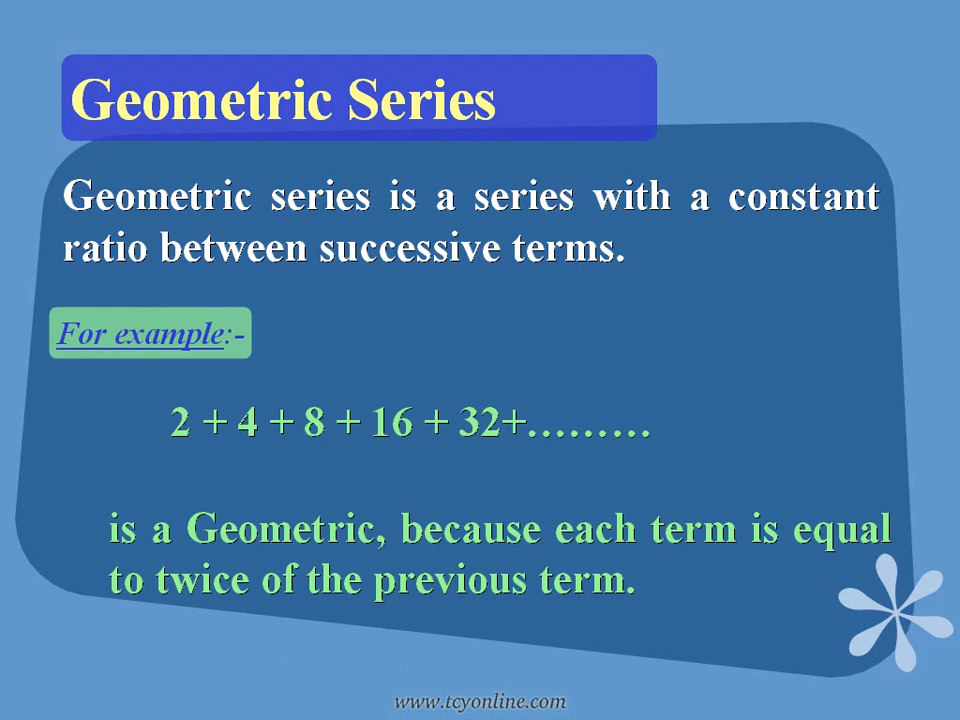 Geometric Series
Geometric series is a series with a constant
ratio between successive terms.
For example:-
2 + 4 + 8 + 16 + 32+………
is a Geometric, because each term is equal
to twice of the previous term.
www.tcyonline.com